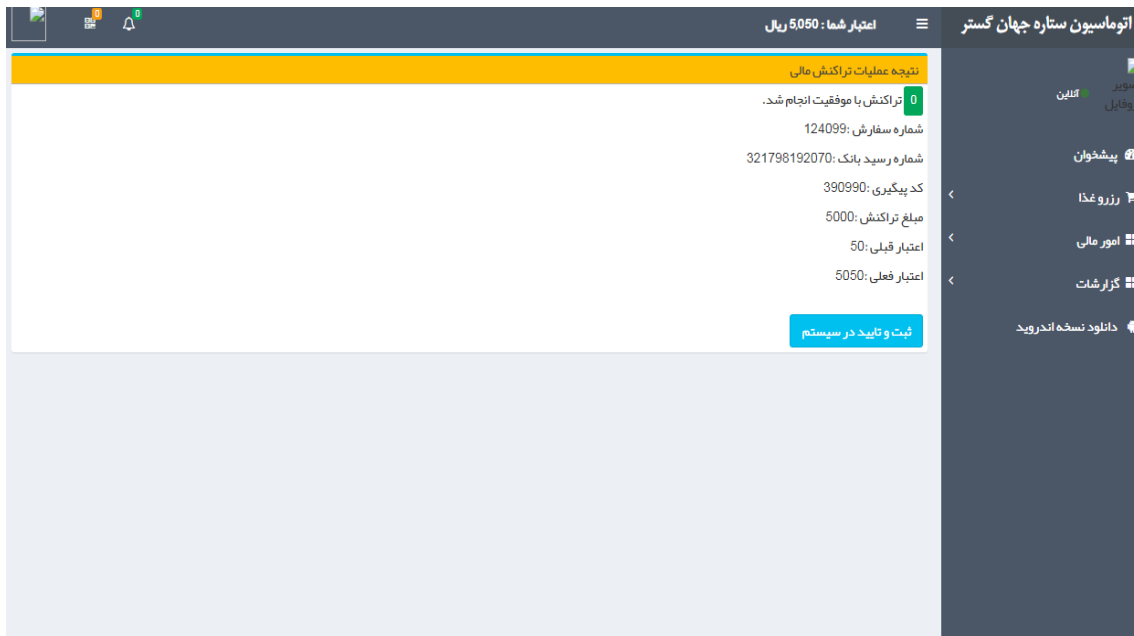 اتوماسیون ستاره جهان گستر
اعتبار شما : 5,050 ریال
0
0
آنلاین
پیشخوان
رزرو غذا
امور مالی
گزارشات
دانلود نسخه اندروید
نتیجه عملیات تراکنش مالی
0 تراکنش با موفقیت انجام شد.
شماره سفارش :124099
شماره رسید بانک :321798192070
کد پیگیری :390990
مبلغ تراکنش :5000
اعتبار قبلی :50
اعتبار فعلی :5050
ثبت و تایید در سیستم